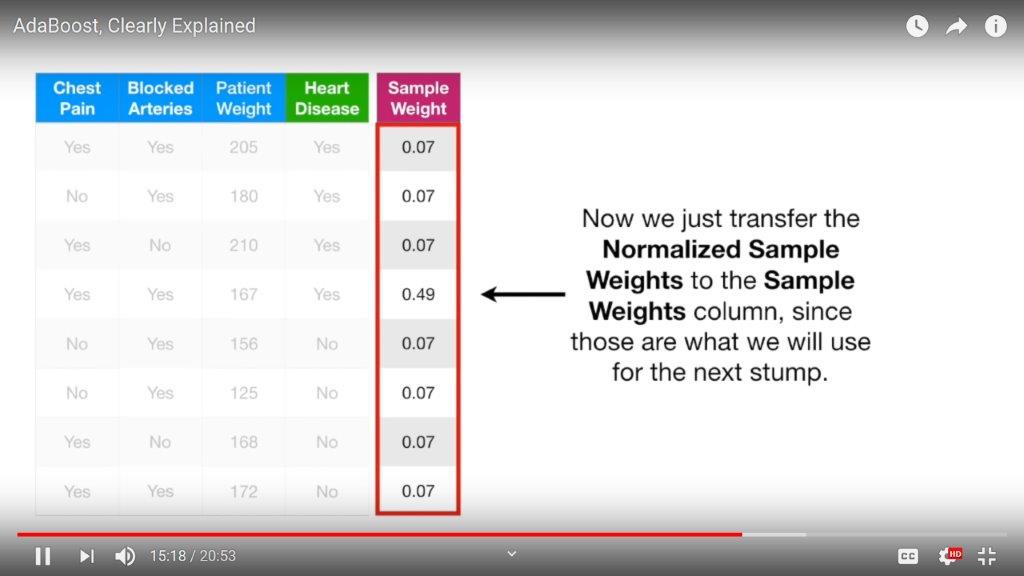 AdaBoost, Clearly Explained
Chest Pain Blocked Arteries Patient Weight Heart Disease Sample Weight
Yes Yes 205 Yes 0.07
No Yes 180 Yes 0.07
Yes No 210 Yes 0.07
Yes Yes 167 Yes 0.49
No Yes 156 No 0.07
No Yes 125 No 0.07
Yes No 168 No 0.07
Yes Yes 172 No 0.07
Now we just transfer the
Normalized Sample
Weights to the Sample
Weights column, since
those are what we will use
for the next stump.
15:18 / 20:53
CC HD